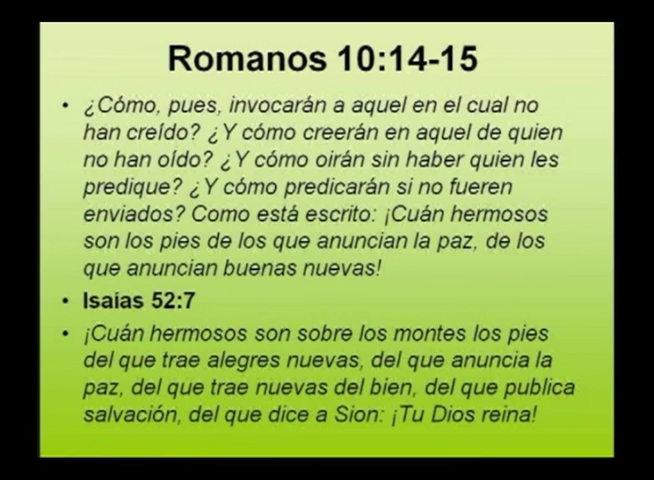 Romanos 10:14-15
• ¿Cómo, pues, invocarán a aquel en el cual no
han creído? ¿Y cómo creerán en aquel de quien
no han oído? ¿Y cómo oirán sin haber quien les
predique? ¿Y cómo predicarán si no fueren
enviados? Como está escrito: ¡Cuán hermosos
son los pies de los que anuncian la paz, de los
que anuncian buenas nuevas!
• Isaías 52:7
• ¡Cuán hermosos son sobre los montes los pies
del que trae alegres nuevas, del que anuncia la
paz, del que trae nuevas del bien, del que publica
salvación, del que dice a Sion: ¡Tu Dios reina!